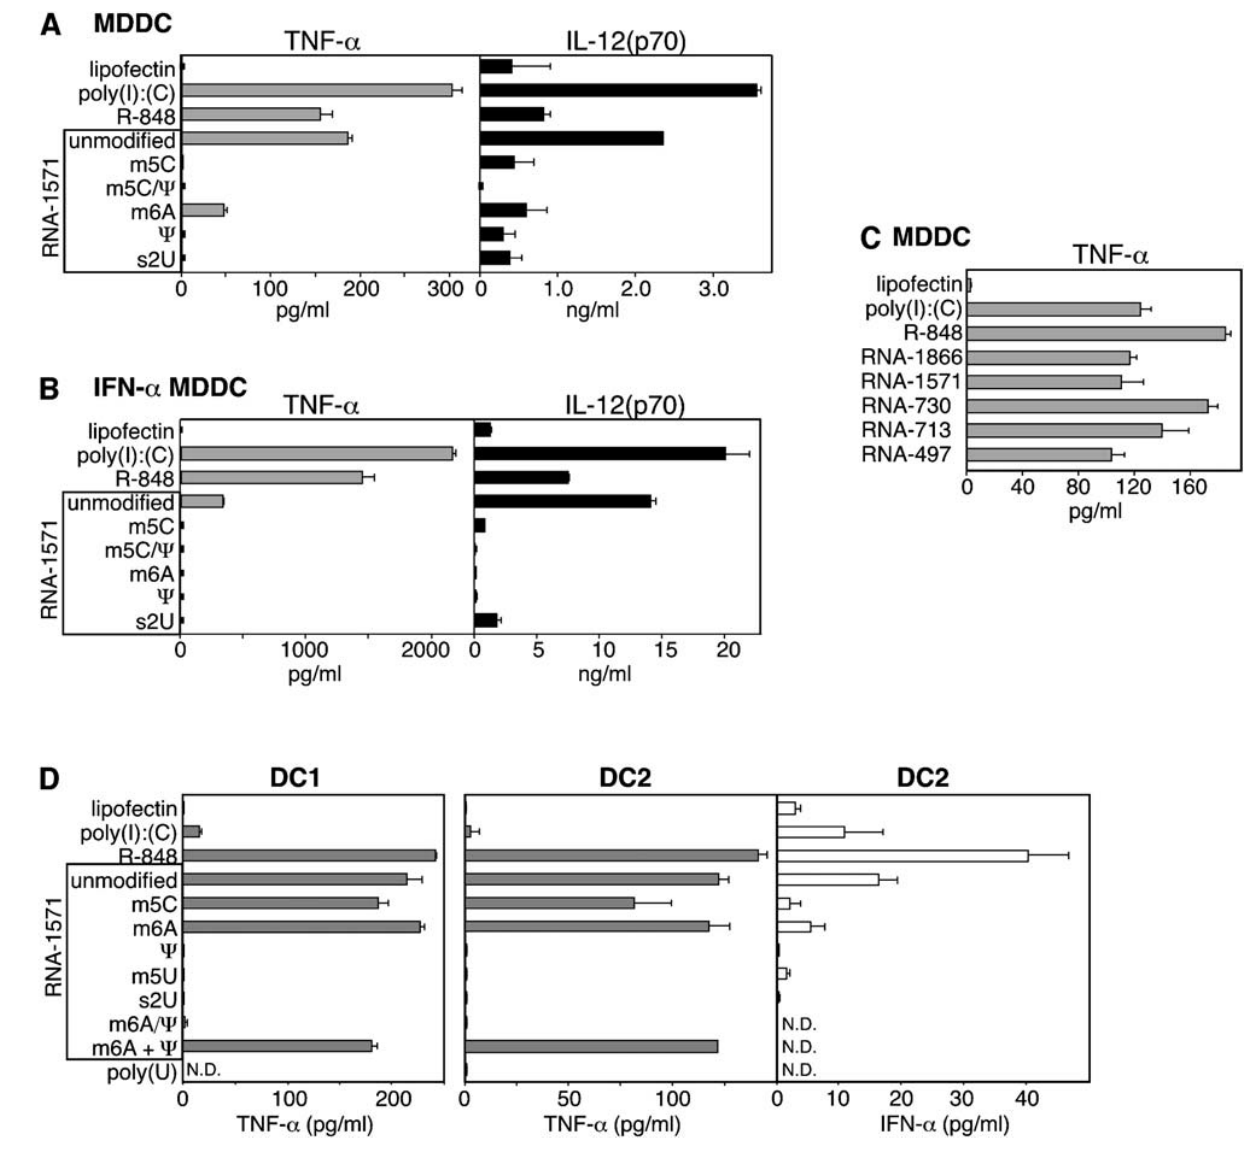 A MDDC
TNF-α IL-12(p70)
lipofectin
poly(I):(C)
R-848
RNA-1571
unmodified
m5C
m5C/Ψ
m6A
Ψ
s2U
0 100 200 300 0 1.0 2.0 3.0
pg/ml ng/ml
C MDDC
TNF-α
lipofectin
poly(I):(C)
R-848
RNA-1866
RNA-1571
RNA-730
RNA-713
RNA-497
0 40 80 120 160
pg/ml
B IFN-α MDDC
TNF-α IL-12(p70)
lipofectin
poly(I):(C)
R-848
RNA-1571
unmodified
m5C
m5C/Ψ
m6A
Ψ
s2U
0 1000 2000 0 5 10 15 20
pg/ml ng/ml
D DC1 DC2 DC2
lipofectin
poly(I):(C)
R-848
RNA-1571
unmodified
m5C
m6A
Ψ
m5U
s2U
m6A/Ψ N.D.
m6A + Ψ N.D.
poly(U) N.D. N.D.
0 100 200 0 50 100 0 10 20 30 40
TNF-α (pg/ml) TNF-α (pg/ml) IFN-α (pg/ml)